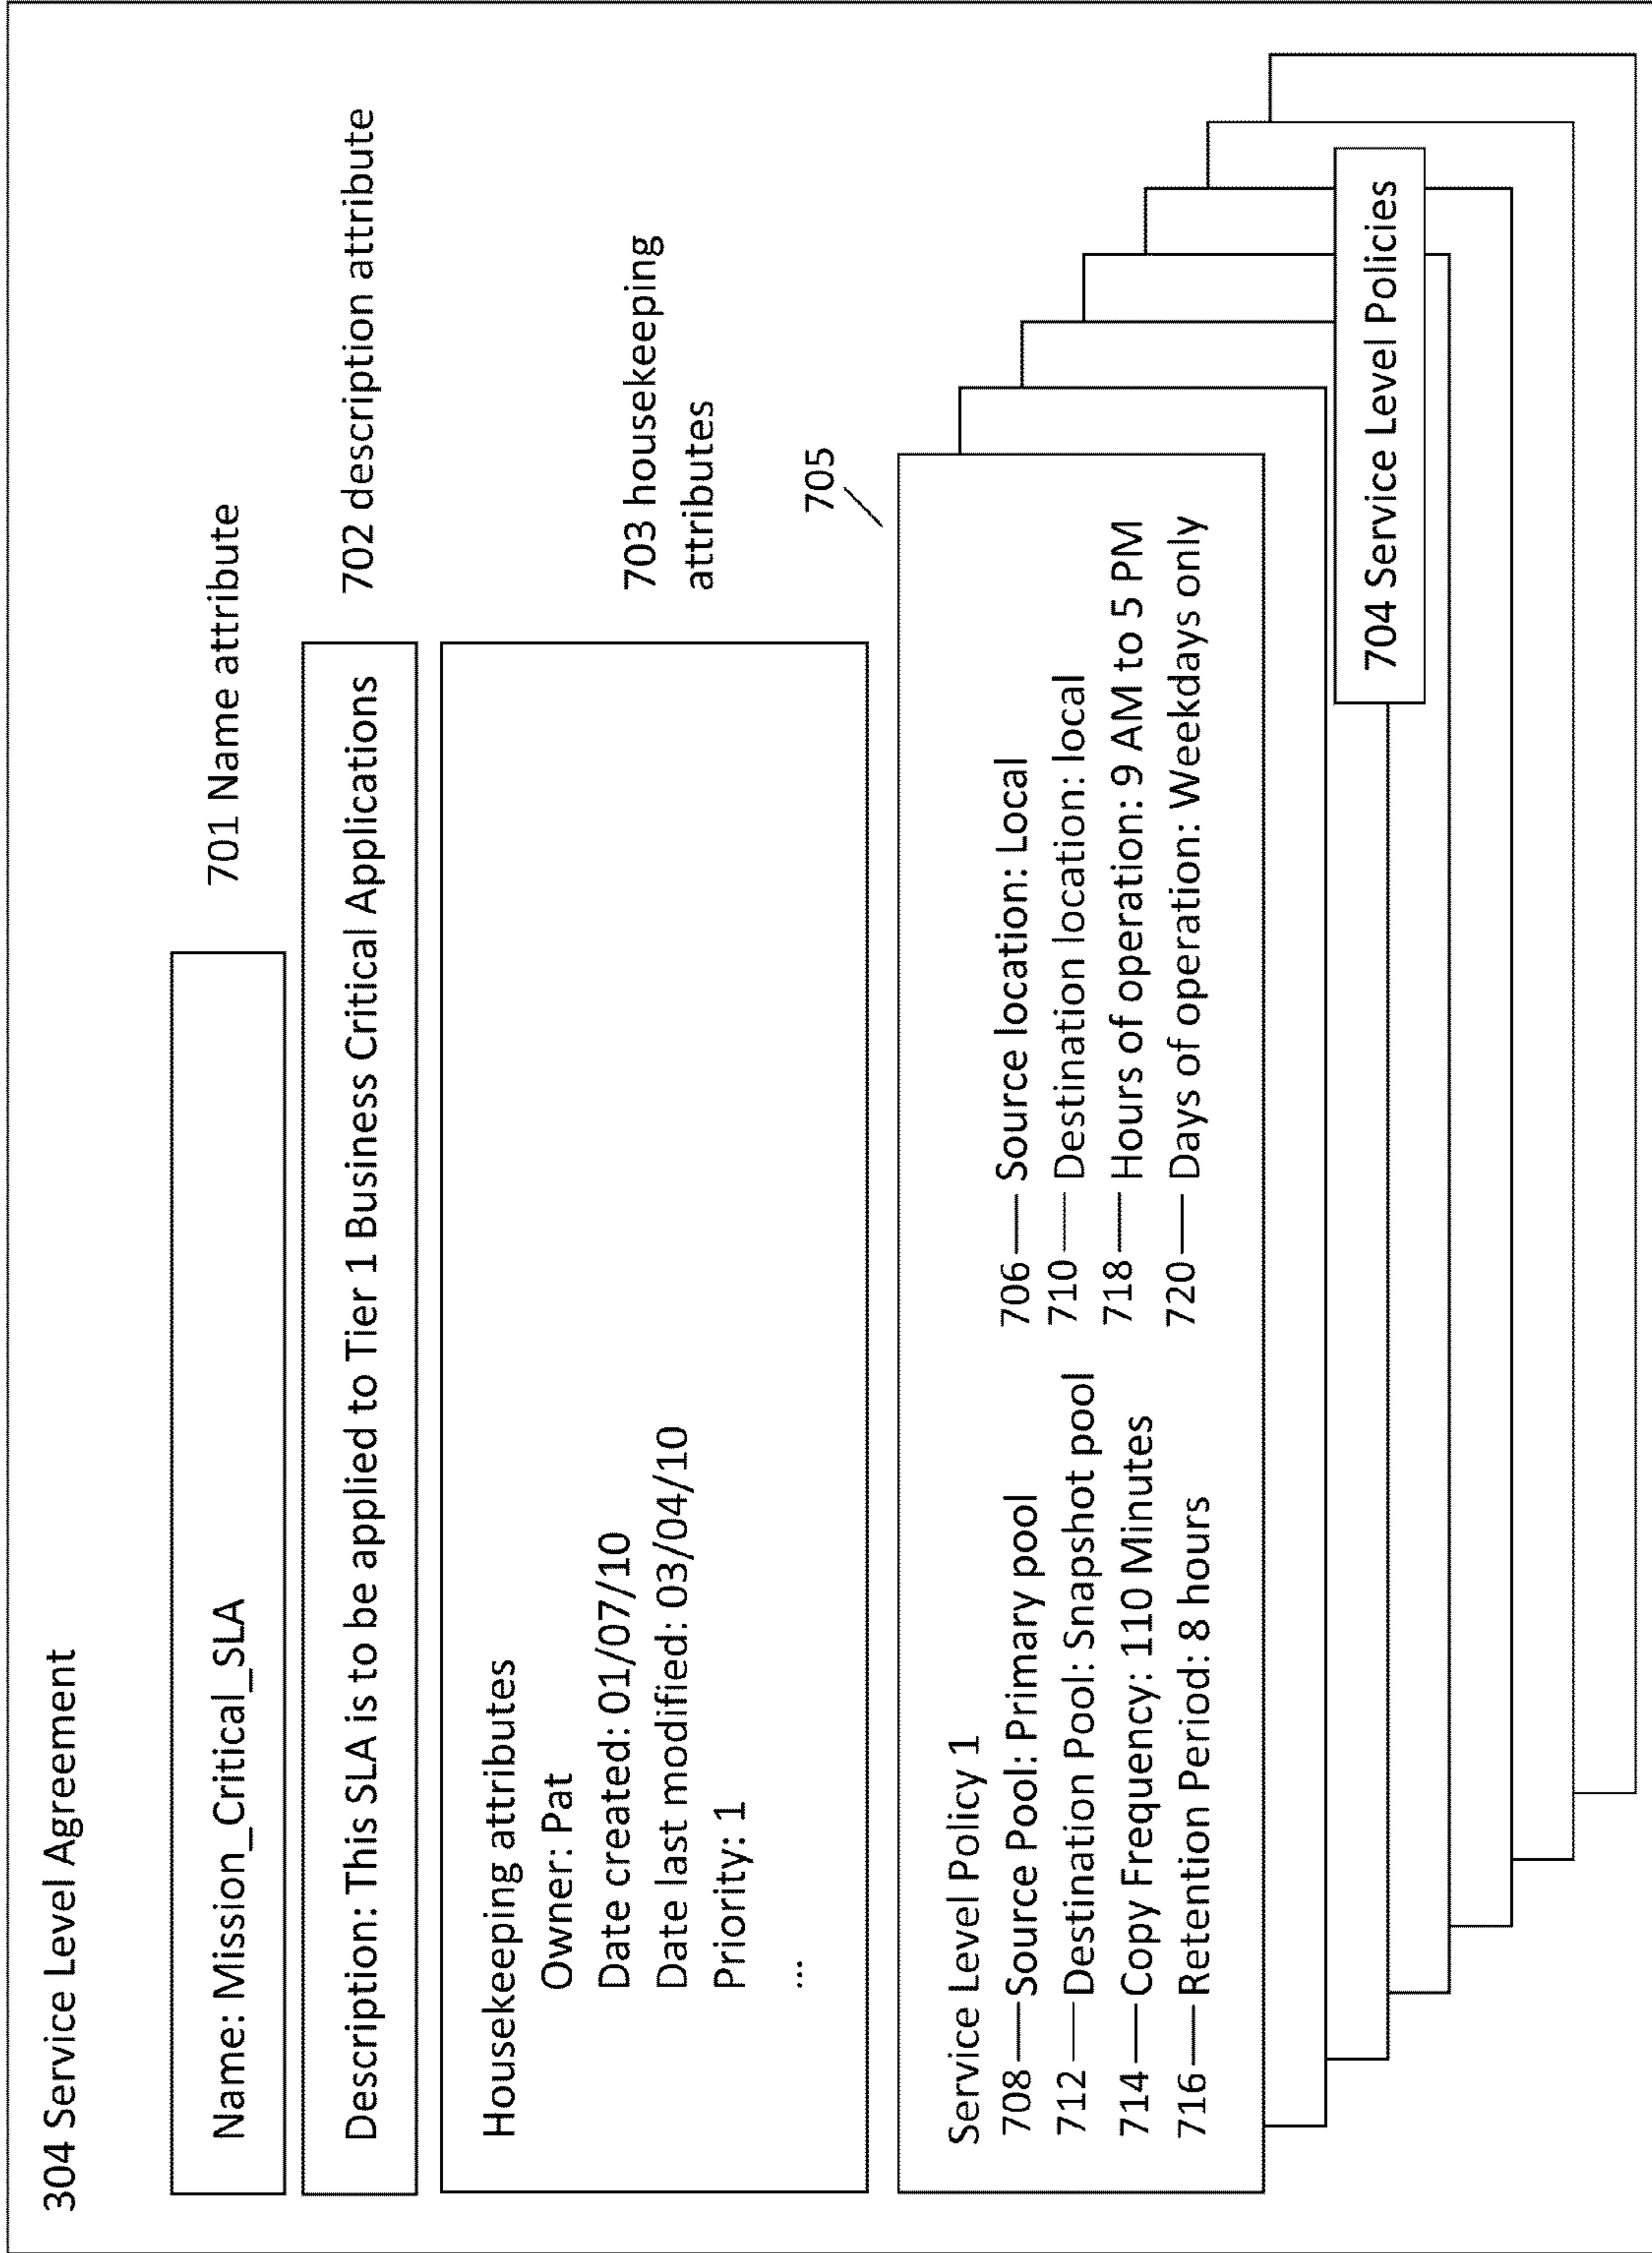 304 Service Level Agreement
Name: Mission_Critical_SLA
701 Name attribute
Description: This SLA is to be applied to Tier 1 Business Critical Applications
702 description attribute
Housekeeping attributes
Owner: Pat
Date created: 01/07/10
Date last modified: 03/04/10
Priority: 1
...
703 housekeeping
attributes
705
Service Level Policy 1
708 Source Pool: Primary pool
712 Destination Pool: Snapshot pool
714 Copy Frequency: 110 Minutes
716 Retention Period: 8 hours
706 Source location: Local
710 Destination location: local
718 Hours of operation: 9 AM to 5 PM
720 Days of operation: Weekdays only
704 Service Level Policies